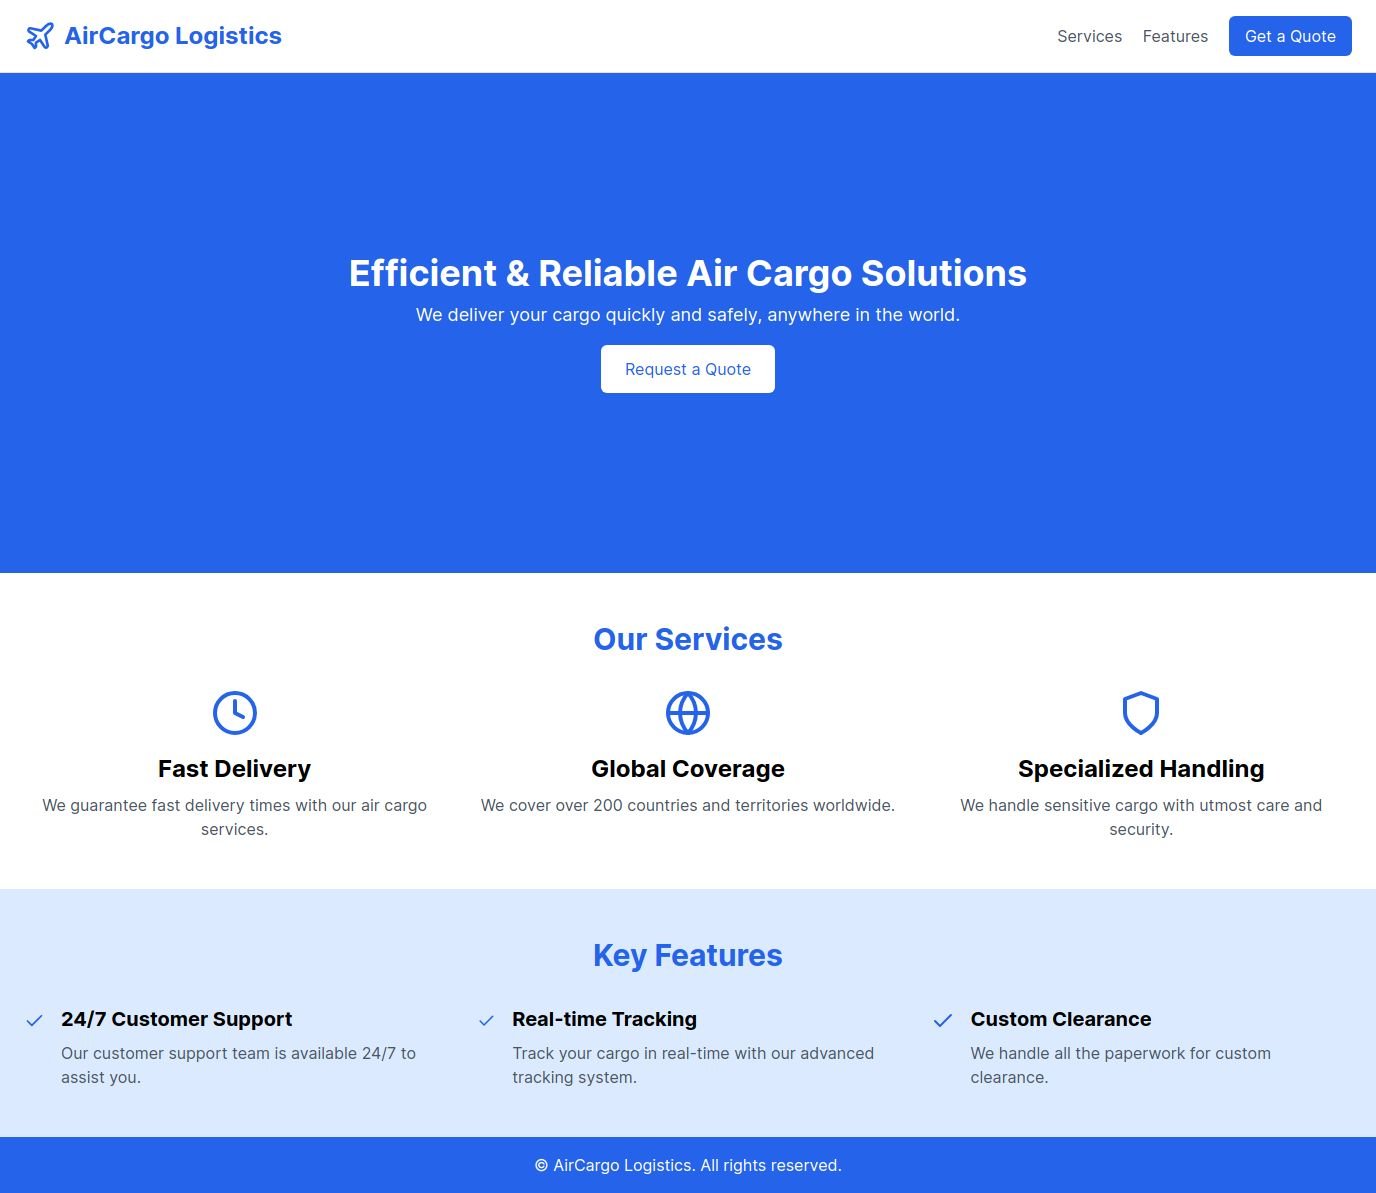 AirCargo Logistics
Services
Features
Get a Quote
Efficient & Reliable Air Cargo Solutions
We deliver your cargo quickly and safely, anywhere in the world.
Request a Quote
Our Services
Fast Delivery
We guarantee fast delivery times with our air cargo
services.
Global Coverage
We cover over 200 countries and territories worldwide.
Specialized Handling
We handle sensitive cargo with utmost care and
security.
Key Features
24/7 Customer Support
Our customer support team is available 24/7 to
assist you.
Real-time Tracking
Track your cargo in real-time with our advanced
tracking system.
Custom Clearance
We handle all the paperwork for custom
clearance.
© AirCargo Logistics. All rights reserved.